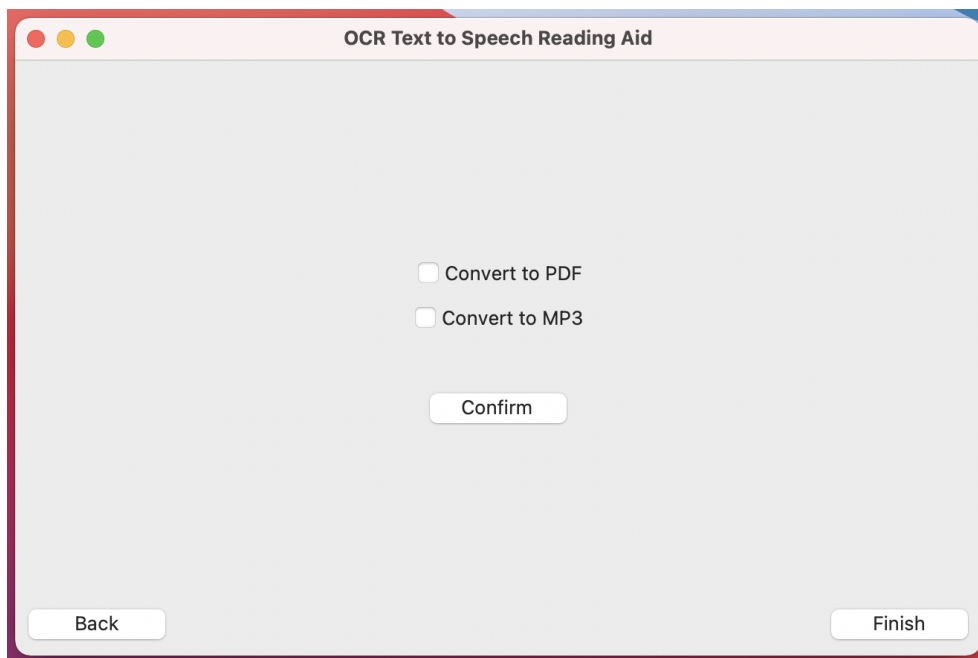 OCR Text to Speech Reading Aid
Convert to PDF
Convert to MP3
Confirm
Back
Finish